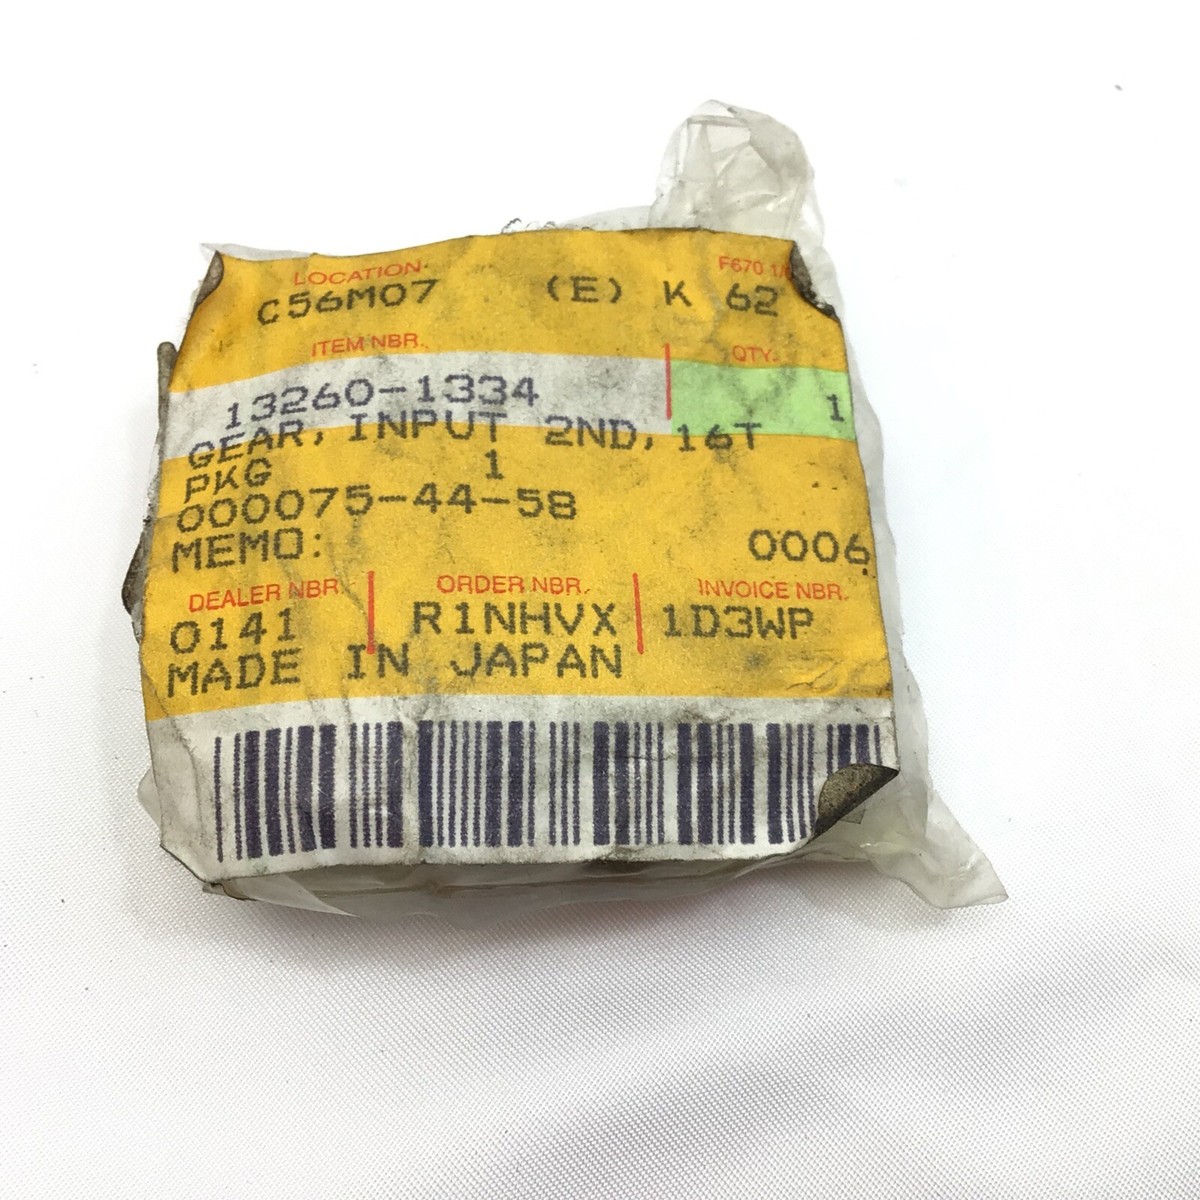 LOCATION F670
C56M07 (E) K 62
ITEM NBR. QTY.
13260-1334 1
GEAR, INPUT 2ND, 16T
PKG 1
000075-44-58
MEMO: 0006
DEALER NBR. ORDER NBR. INVOICE NBR.
0141 R1NHVX 1D3WP
MADE IN JAPAN